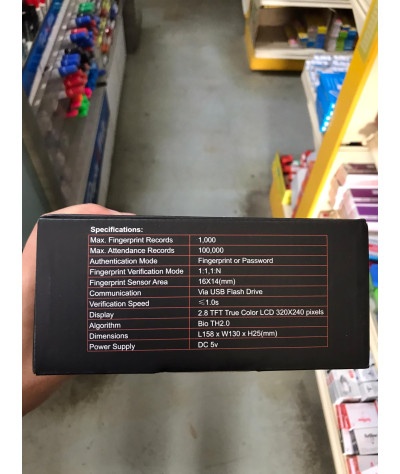 Specifications:
Max. Fingerprint Records 1,000
Max. Attendance Records 100,000
Authentication Mode Fingerprint or Password
Fingerprint Verification Mode 1:1,1:N
Fingerprint Sensor Area 16X14(mm)
Communication Via USB Flash Drive
Verification Speed ≤1.0s
Display 2.8 TFT True Color LCD 320X240 pixels
Algorithm Bio TH2.0
Dimensions L158 x W130 x H25(mm)
Power Supply DC 5v